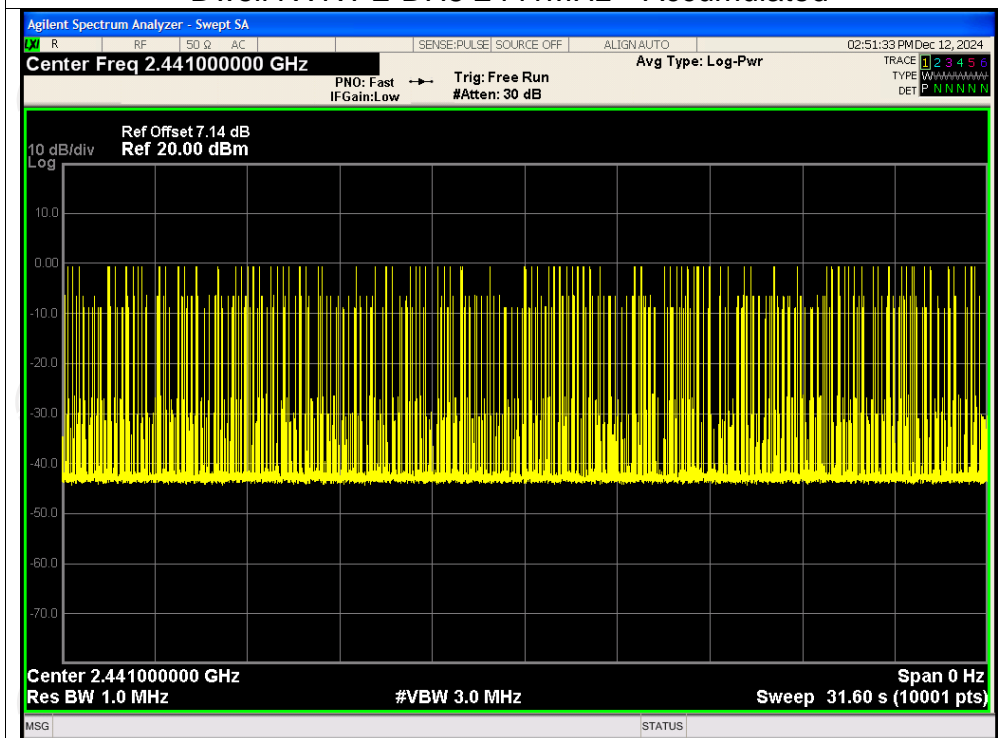 Agilent Spectrum Analyzer - Swept SA
LXI R RF 50 Ω AC SENSE:PULSE SOURCE OFF ALIGN AUTO 02:51:33 PM Dec 12, 2024
Center Freq 2.441000000 GHz
PNO: Fast
IFGain:Low
Trig: Free Run
#Atten: 30 dB
Avg Type: Log-Pwr
TRACE 1 2 3 4 5 6
TYPE WWWWWW
DET P N N N N N
Ref Offset 7.14 dB
10 dB/div Ref 20.00 dBm
Log
10.0
0.00
-10.0
-20.0
-30.0
-40.0
-50.0
-60.0
-70.0
Center 2.441000000 GHz Span 0 Hz
Res BW 1.0 MHz #VBW 3.0 MHz Sweep 31.60 s (10001 pts)
MSG STATUS